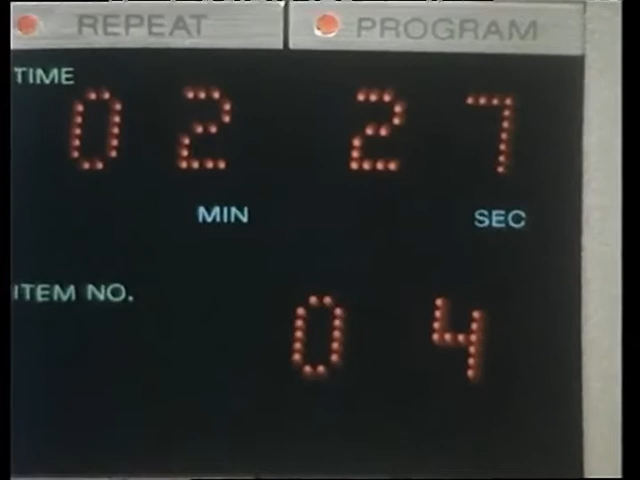 REPEAT PROGRAM
TIME
02 27
MIN SEC
ITEM NO.
04